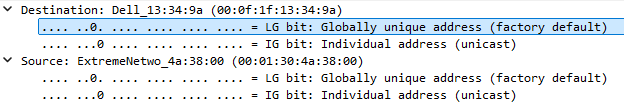 Destination: Dell_13:34:9a (00:0f:1f:13:34:9a)
.... ..0. .... .... .... .... = LG bit: Globally unique address (factory default)
.... ...0 .... .... .... .... = IG bit: Individual address (unicast)
Source: ExtremeNetwo_4a:38:00 (00:01:30:4a:38:00)
.... ..0. .... .... .... .... = LG bit: Globally unique address (factory default)
.... ...0 .... .... .... .... = IG bit: Individual address (unicast)